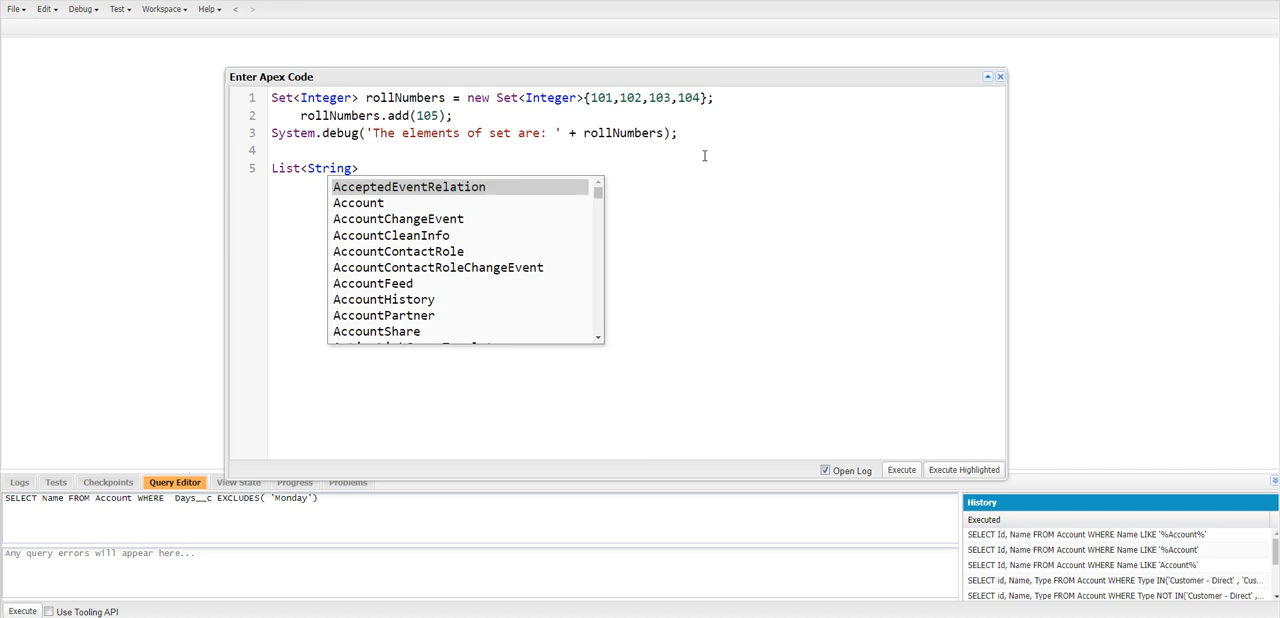 File Edit Debug Test Workspace Help < >
Enter Apex Code
1 Set<Integer> rollNumbers = new Set<Integer>{101,102,103,104};
2 rollNumbers.add(105);
3 System.debug('The elements of set are: ' + rollNumbers);
4
5 List<String>
AcceptedEventRelation
Account
AccountChangeEvent
AccountCleanInfo
AccountContactRole
AccountContactRoleChangeEvent
AccountFeed
AccountHistory
AccountPartner
AccountShare
Open Log Execute Execute Highlighted
Logs Tests Checkpoints Query Editor View State Progress Problems
SELECT Name FROM Account WHERE Days__c EXCLUDES( 'Monday')
Any query errors will appear here...
History
Executed
SELECT Id, Name FROM Account WHERE Name LIKE '%Account%'
SELECT Id, Name FROM Account WHERE Name LIKE '%Account'
SELECT Id, Name FROM Account WHERE Name LIKE 'Account%'
SELECT id, Name, Type FROM Account WHERE Type IN('Customer - Direct' , 'Cus...
SELECT id, Name, Type FROM Account WHERE Type NOT IN('Customer - Direct' ,...
Execute Use Tooling API